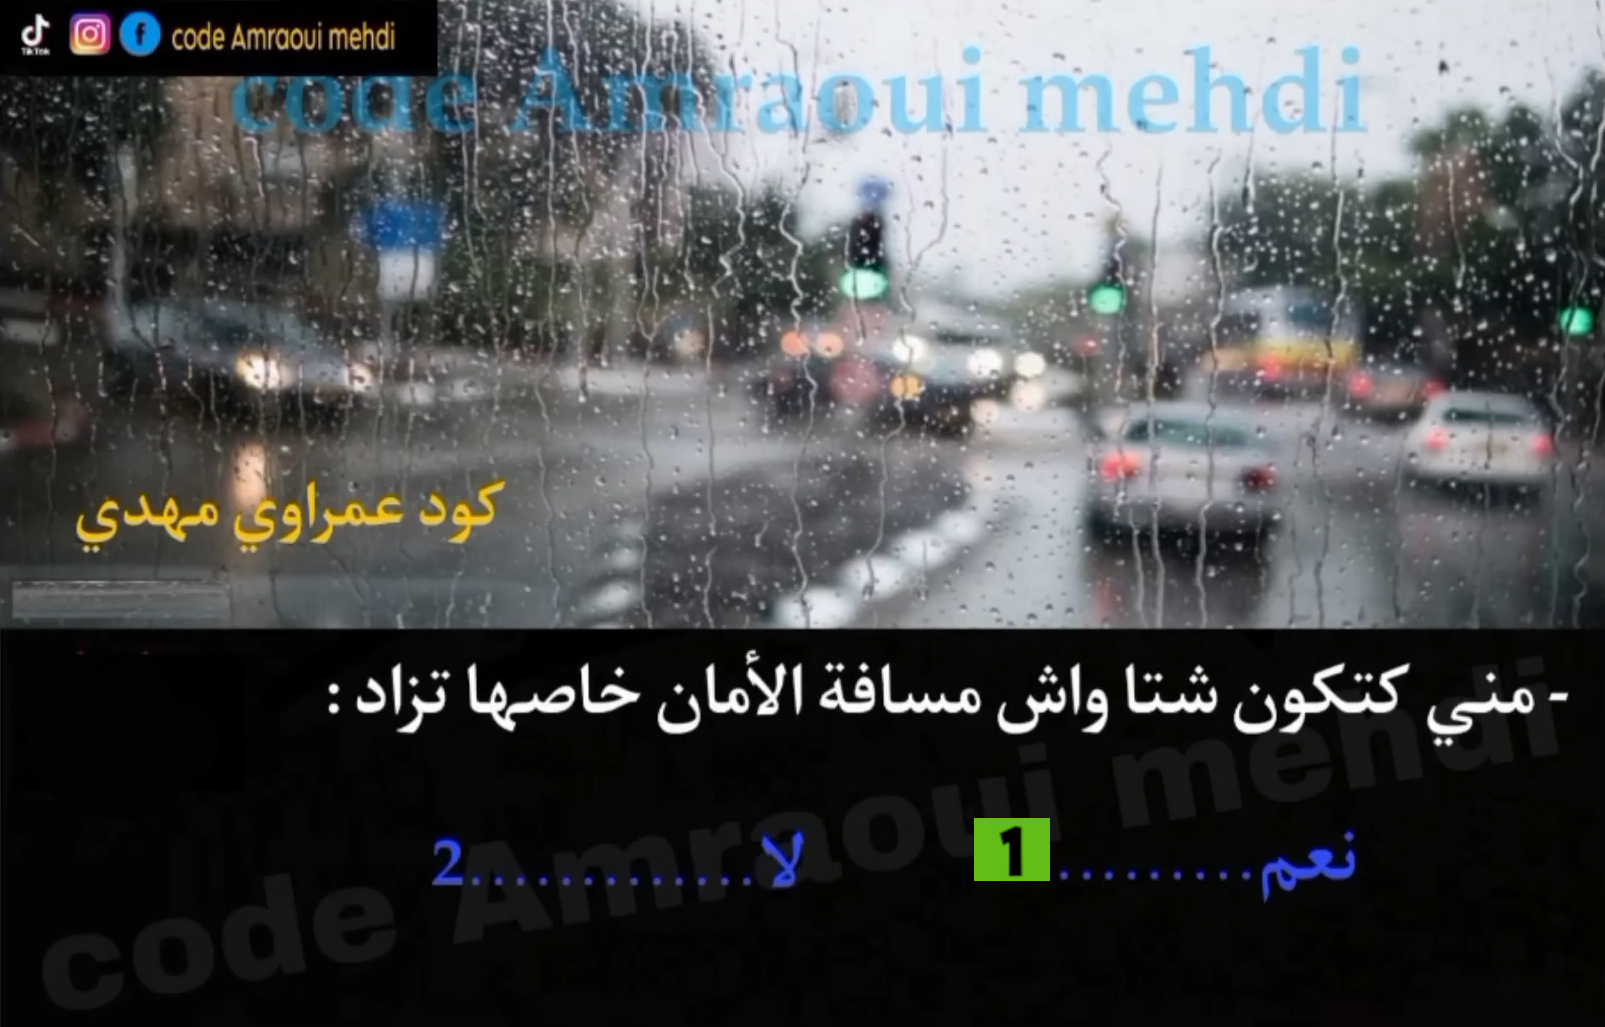 TikTok code Amraoui mehdi
code Amraoui mehdi
كود عمراوي مهدي
- مني كتكون شتا واش مسافة الأمان خاصها تزاد :
نعم.........1 لا.............2
code Amraoui mehdi